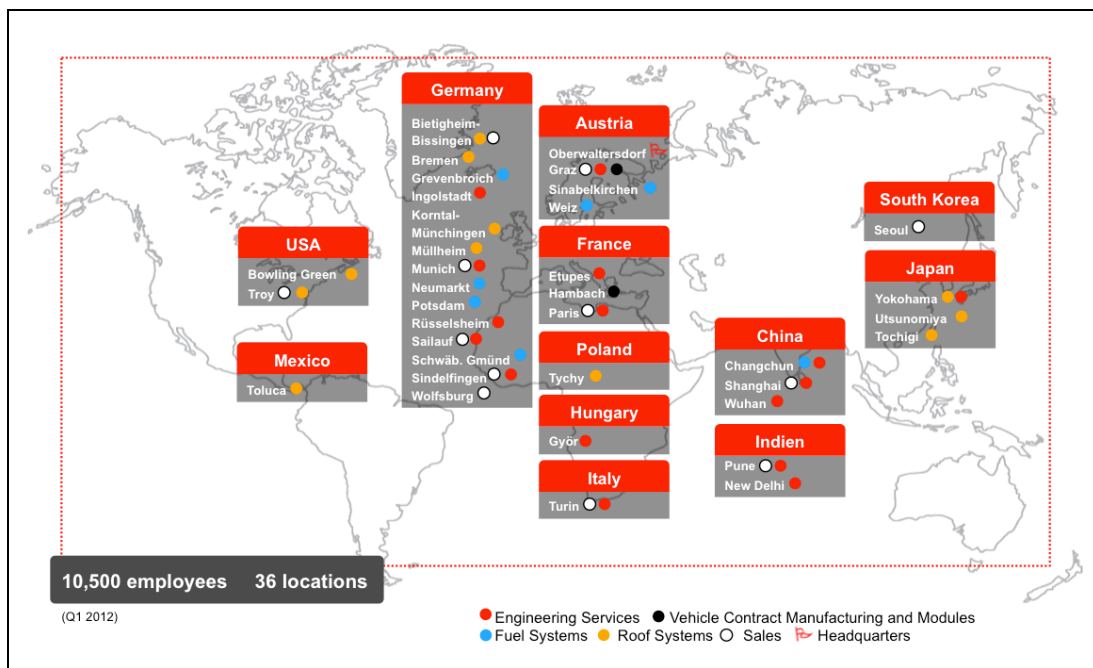 Germany
Bietigheim-
Bissingen
Bremen
Grevenbroich
Ingolstadt
Korntal-
Münchingen
Müllheim
Munich
Neumarkt
Potsdam
Rüsselsheim
Sailauf
Schwäb. Gmünd
Sindelfingen
Wolfsburg
Austria
Oberwaltersdorf
Graz
Sinabelkirchen
Weiz
USA
Bowling Green
Troy
France
Etupes
Hambach
Paris
South Korea
Seoul
Japan
Yokohama
Utsunomiya
Tochigi
Mexico
Toluca
Poland
Tychy
China
Changchun
Shanghai
Wuhan
Hungary
Györ
Indien
Pune
New Delhi
Italy
Turin
10,500 employees 36 locations
(Q1 2012)
Engineering Services Vehicle Contract Manufacturing and Modules
Fuel Systems Roof Systems Sales Headquarters